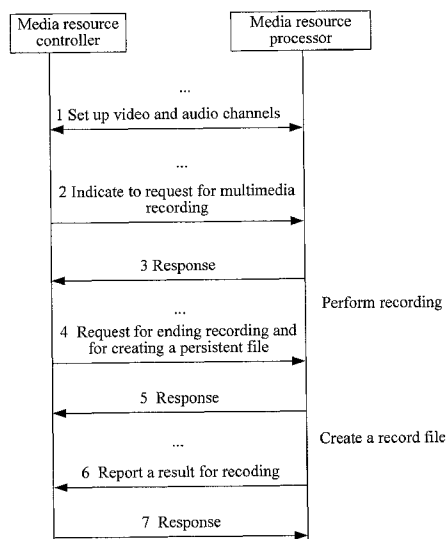 Media resource
controller
Media resource
processor
...
1 Set up video and audio channels
...
2 Indicate to request for multimedia
recording
3 Response
Perform recording
...
4 Request for ending recording and
for creating a persistent file
5 Response
Create a record file
...
6 Report a result for recoding
7 Response